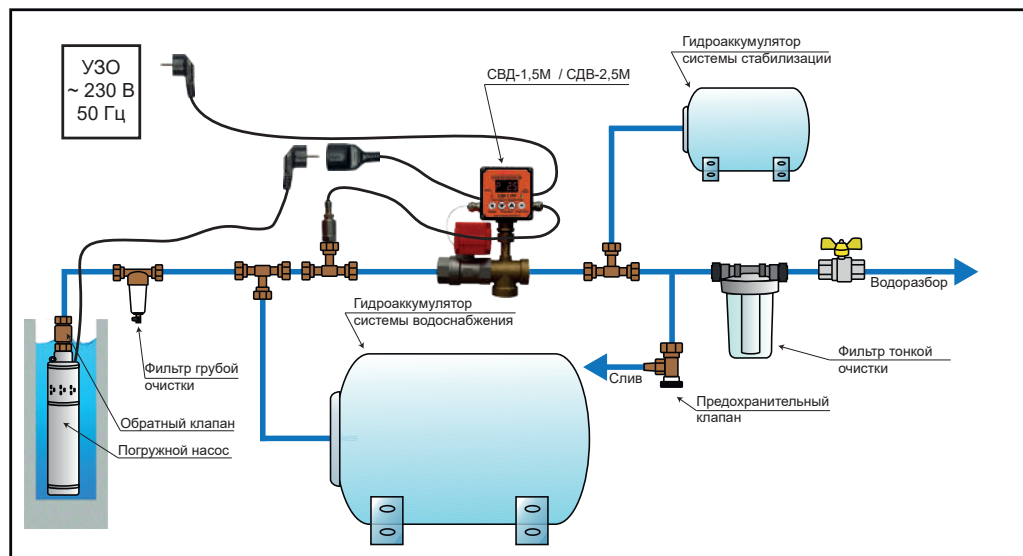 УЗО
~ 230 В
50 Гц
СВД-1,5М / СДВ-2,5М
Гидроаккумулятор
системы стабилизации
Водоразбор
Гидроаккумулятор
системы водоснабжения
Фильтр грубой
очистки
Слив
Фильтр тонкой
очистки
Предохранительный
клапан
Обратный клапан
Погружной насос